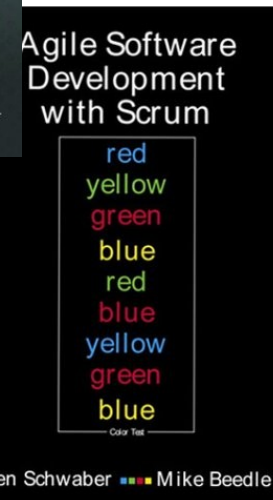 Agile Software
Development
with Scrum
red
yellow
green
blue
red
blue
yellow
green
blue
Color Test
en Schwaber Mike Beedle